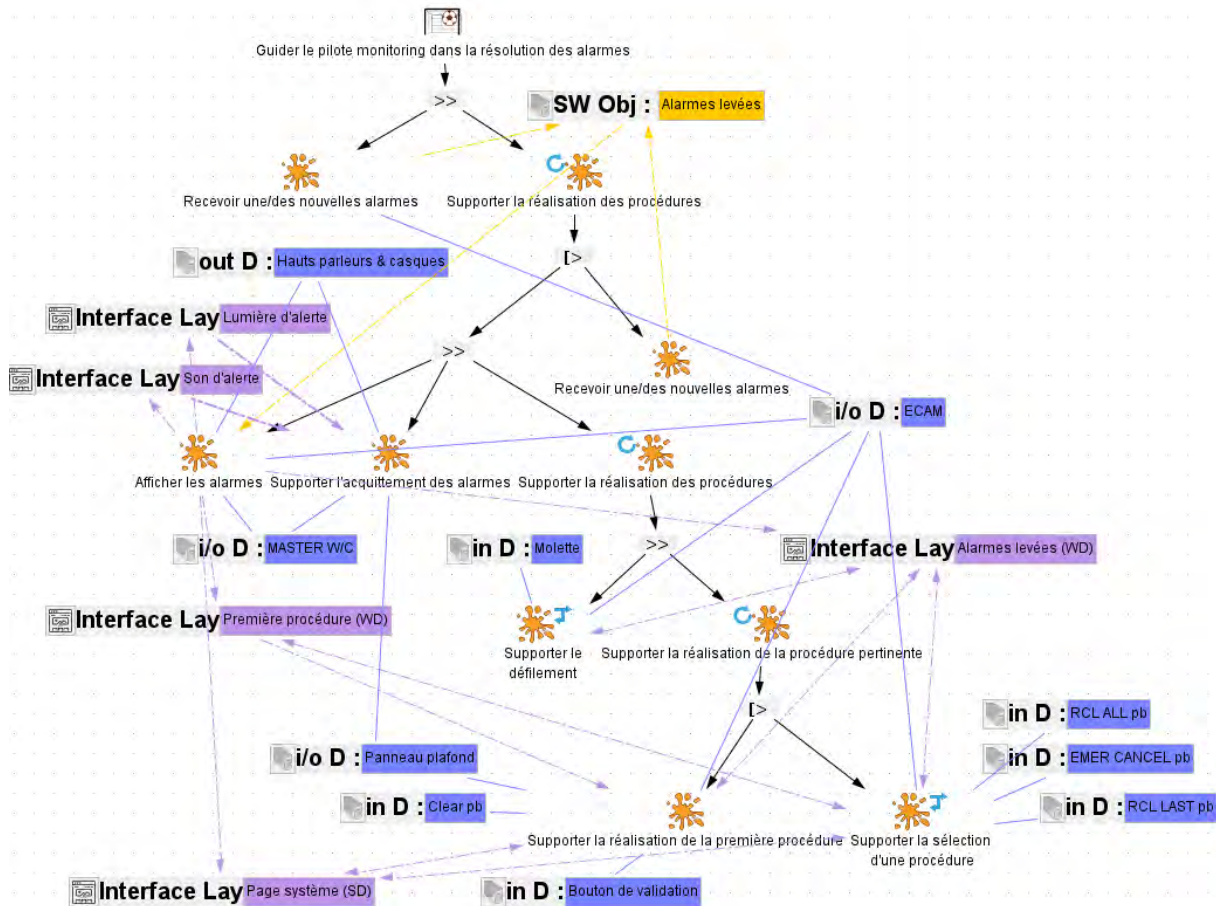 Guider le pilote monitoring dans la résolution des alarmes
>>
SW Obj : Alarmes levées
Recevoir une/des nouvelles alarmes
Supporter la réalisation des procédures
out D : Hauts parleurs & casques
[>
Interface Lay Lumière d'alerte
>>
Interface Lay Son d'alerte
Recevoir une/des nouvelles alarmes
i/o D : ECAM
Afficher les alarmes
Supporter l'acquittement des alarmes
Supporter la réalisation des procédures
i/o D : MASTER W/C
in D : Molette
>>
Interface Lay Alarmes levées (WD)
Interface Lay Première procédure (WD)
Supporter le
défilement
Supporter la réalisation de la procédure pertinente
[>
in D : RCL ALL pb
i/o D : Panneau plafond
in D : EMER CANCEL pb
in D : Clear pb
in D : RCL LAST pb
Supporter la réalisation de la première procédure
Supporter la sélection
d'une procédure
Interface Lay Page système (SD)
in D : Bouton de validation